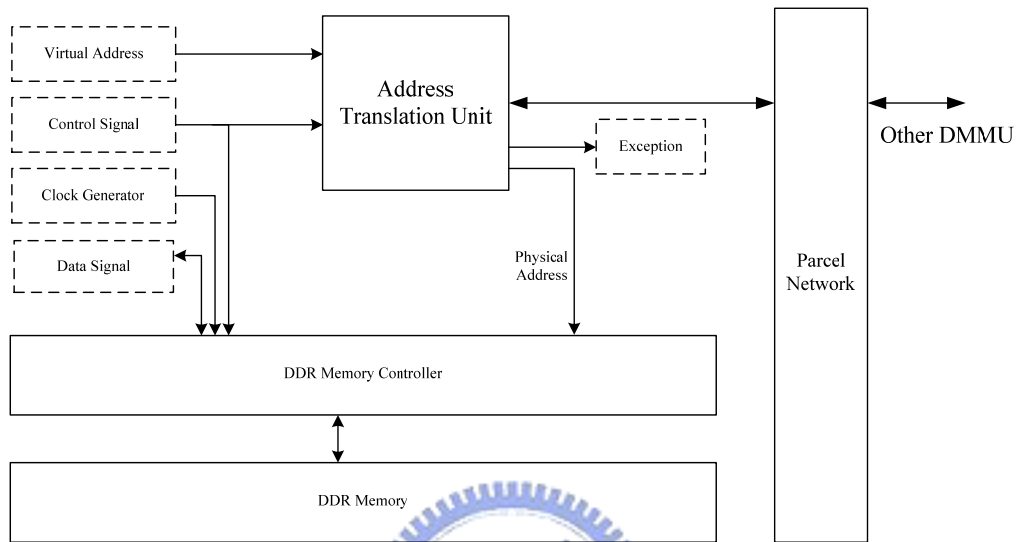 Virtual Address
Control Signal
Clock Generator
Data Signal
Address
Translation Unit
Exception
Physical
Address
Parcel
Network
Other DMMU
DDR Memory Controller
DDR Memory